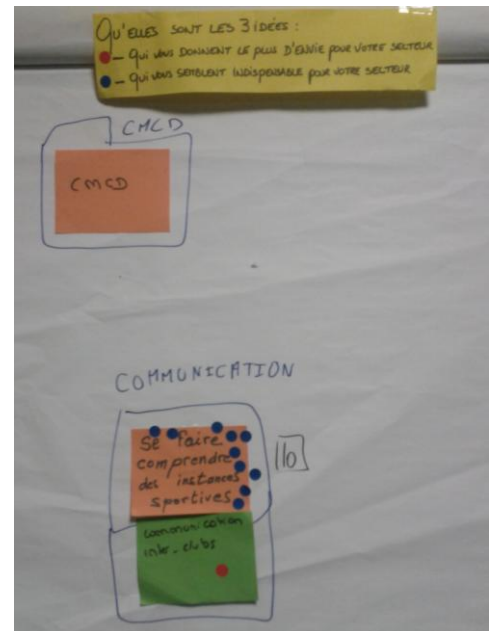 QU'ELLES SONT LES 3 IDÉES :
- QUI VOUS DONNENT LE PLUS D'ENVIE POUR VOTRE SECTEUR
- QUI VOUS SEMBLENT INDISPENSABLE POUR VOTRE SECTEUR
CMCD
CMCD
COMMUNICATION
Se faire
comprendre
des instances
sportives
10
communication
inter-clubs